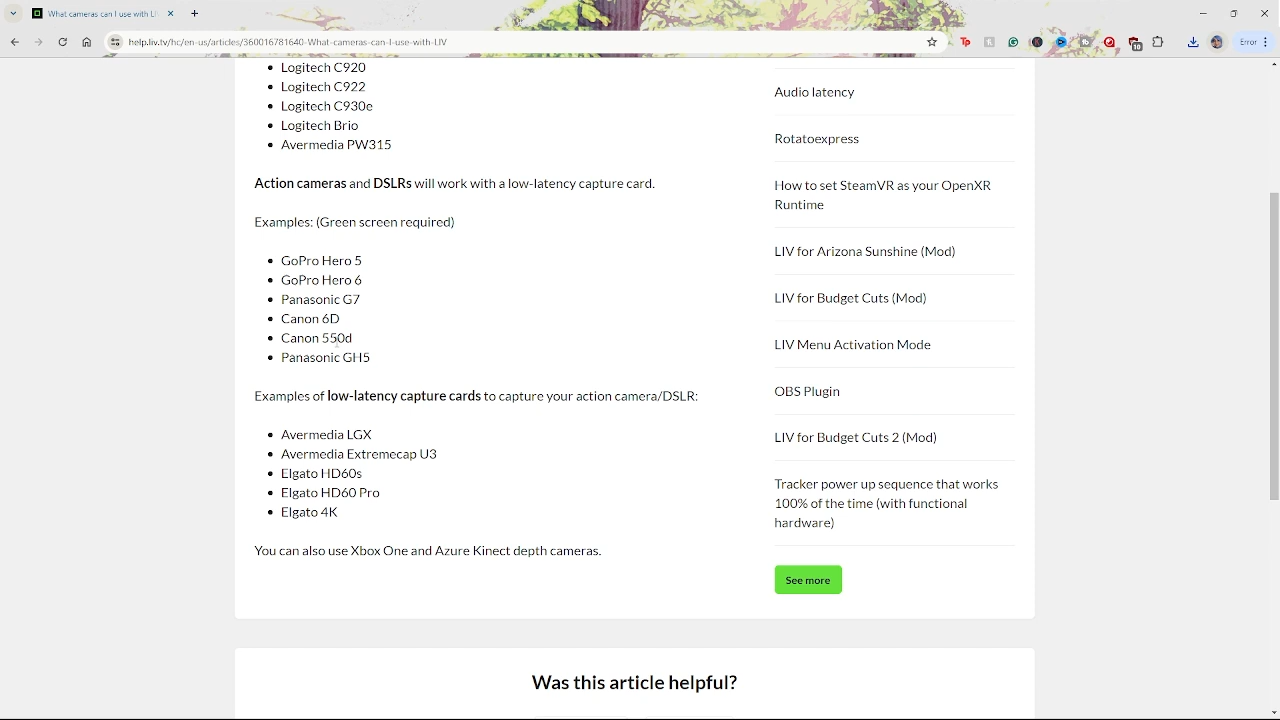 What cameras can I use with LI
help.liv.tv/hc/en-us/articles/360016781640-What-cameras-can-I-use-with-LIV
Logitech C920
Logitech C922
Logitech C930e
Logitech Brio
Avermedia PW315
Action cameras and DSLRs will work with a low-latency capture card.
Examples: (Green screen required)
GoPro Hero 5
GoPro Hero 6
Panasonic G7
Canon 6D
Canon 550d
Panasonic GH5
Examples of low-latency capture cards to capture your action camera/DSLR:
Avermedia LGX
Avermedia Extremecap U3
Elgato HD60s
Elgato HD60 Pro
Elgato 4K
You can also use Xbox One and Azure Kinect depth cameras.
Audio latency
Rotatoexpress
How to set SteamVR as your OpenXR
Runtime
LIV for Arizona Sunshine (Mod)
LIV for Budget Cuts (Mod)
LIV Menu Activation Mode
OBS Plugin
LIV for Budget Cuts 2 (Mod)
Tracker power up sequence that works
100% of the time (with functional
hardware)
See more
Was this article helpful?